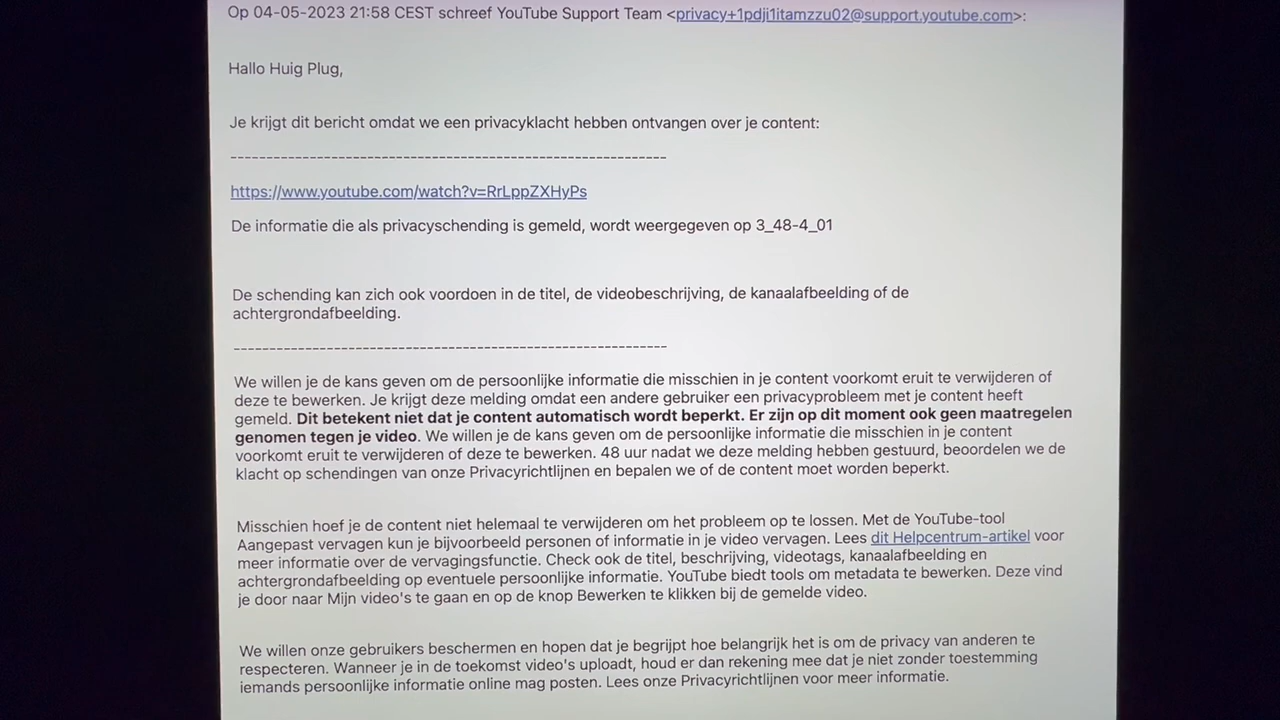 Op 04-05-2023 21:58 CEST schreef YouTube Support Team <privacy+1pdji1itamzzu02@support.youtube.com>:
Hallo Huig Plug,
Je krijgt dit bericht omdat we een privacyklacht hebben ontvangen over je content:
------------------------------------------------------------
https://www.youtube.com/watch?v=RrLppZXHyPs
De informatie die als privacyschending is gemeld, wordt weergegeven op 3_48-4_01
De schending kan zich ook voordoen in de titel, de videobeschrijving, de kanaalafbeelding of de
achtergrondafbeelding.
------------------------------------------------------------
We willen je de kans geven om de persoonlijke informatie die misschien in je content voorkomt eruit te verwijderen of
deze te bewerken. Je krijgt deze melding omdat een andere gebruiker een privacyprobleem met je content heeft
gemeld. Dit betekent niet dat je content automatisch wordt beperkt. Er zijn op dit moment ook geen maatregelen
genomen tegen je video. We willen je de kans geven om de persoonlijke informatie die misschien in je content
voorkomt eruit te verwijderen of deze te bewerken. 48 uur nadat we deze melding hebben gestuurd, beoordelen we de
klacht op schendingen van onze Privacyrichtlijnen en bepalen we of de content moet worden beperkt.
Misschien hoef je de content niet helemaal te verwijderen om het probleem op te lossen. Met de YouTube-tool
Aangepast vervagen kun je bijvoorbeeld personen of informatie in je video vervagen. Lees dit Helpcentrum-artikel voor
meer informatie over de vervagingsfunctie. Check ook de titel, beschrijving, videotags, kanaalafbeelding en
achtergrondafbeelding op eventuele persoonlijke informatie. YouTube biedt tools om metadata te bewerken. Deze vind
je door naar Mijn video's te gaan en op de knop Bewerken te klikken bij de gemelde video.
We willen onze gebruikers beschermen en hopen dat je begrijpt hoe belangrijk het is om de privacy van anderen te
respecteren. Wanneer je in de toekomst video's uploadt, houd er dan rekening mee dat je niet zonder toestemming
iemands persoonlijke informatie online mag posten. Lees onze Privacyrichtlijnen voor meer informatie.